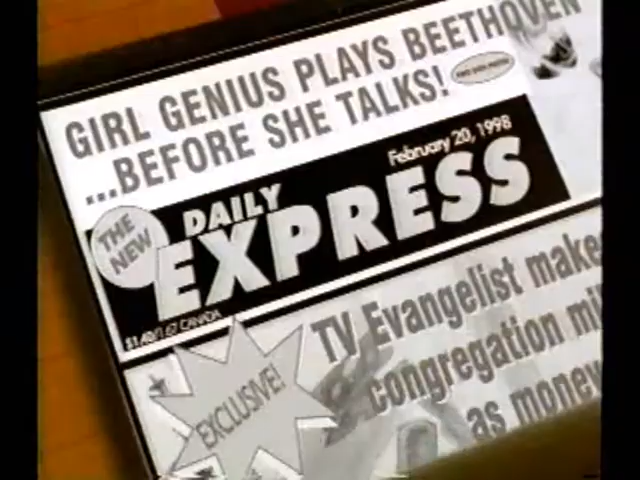 GIRL GENIUS PLAYS BEETHOVEN
...BEFORE SHE TALKS!
THE NEW
DAILY
EXPRESS
February 20, 1998
CANADA
EXCLUSIVE!
TV Evangelist make
congregation mi
as money